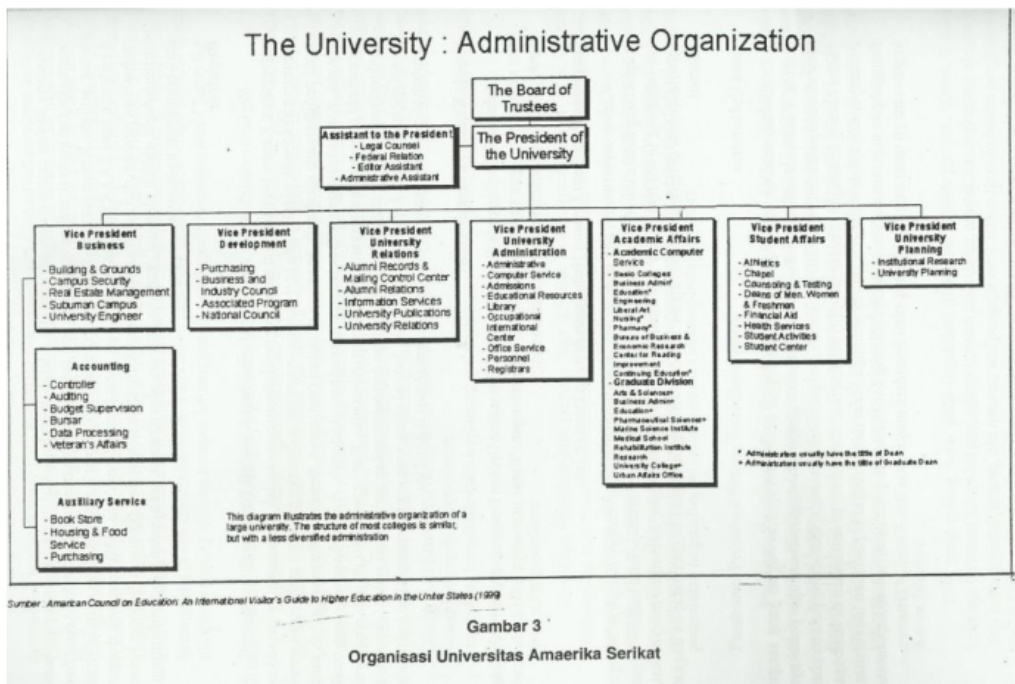 The University : Administrative Organization
The Board of
Trustees
Assistant to the President
- Legal Counsel
- Federal Relation
- Editor Assistant
- Administrative Assistant
The President of
the University
Vice President
Business
- Building & Grounds
- Campus Security
- Real Estate Management
- Suburnan Campus
- University Engineer
Accounting
- Controller
- Auditing
- Budget Supervision
- Bursar
- Data Processing
- Veteran's Affairs
Auxiliary Service
- Book Store
- Housing & Food
Service
- Purchasing
Vice President
Development
- Purchasing
- Business and
Industry Council
- Associated Program
- National Council
Vice President
University
Relations
- Alumni Records &
Mailing Control Center
- Alumni Relations
- Information Services
- University Publications
- University Relations
Vice President
University
Administration
- Administrative
- Computer Service
- Admissions
- Educational Resources
- Library
- Occupational
International
Center
- Office Service
- Personnel
- Registrars
Vice President
Academic Affairs
- Academic Computer
Service
- Basic Colleges
Business Admin*
Education*
Engineering
Liberal Art
Nursing*
Pharmacy*
Bureau of Business &
Economic Research
Center for Reading
Improvement
Continuing Education*
- Graduate Division
Arts & Sciences+
Business Admin+
Education+
Pharmaceutical Sciences+
Marine Science Institute
Medical School
Rehabilitation Institute
Research
University College+
Urban Affairs Office
Vice President
Student Affairs
- Athletics
- Chapel
- Counseling & Testing
- Deans of Men, Women
& Freshmen
- Financial Aid
- Health Services
- Student Activities
- Student Center
Vice President
University
Planning
- Institutional Research
- University Planning
* Administrators usually have the title of Dean
+ Administrators usually have the title of Graduate Dean
This diagram illustrates the administrative organization of a
large university. The structure of most colleges is similar,
but with a less diversified administration
Sumber : American Council on Education: An International Visitor's Guide to Higher Education in the Uniter States (1999)
Gambar 3
Organisasi Universitas Amaerika Serikat